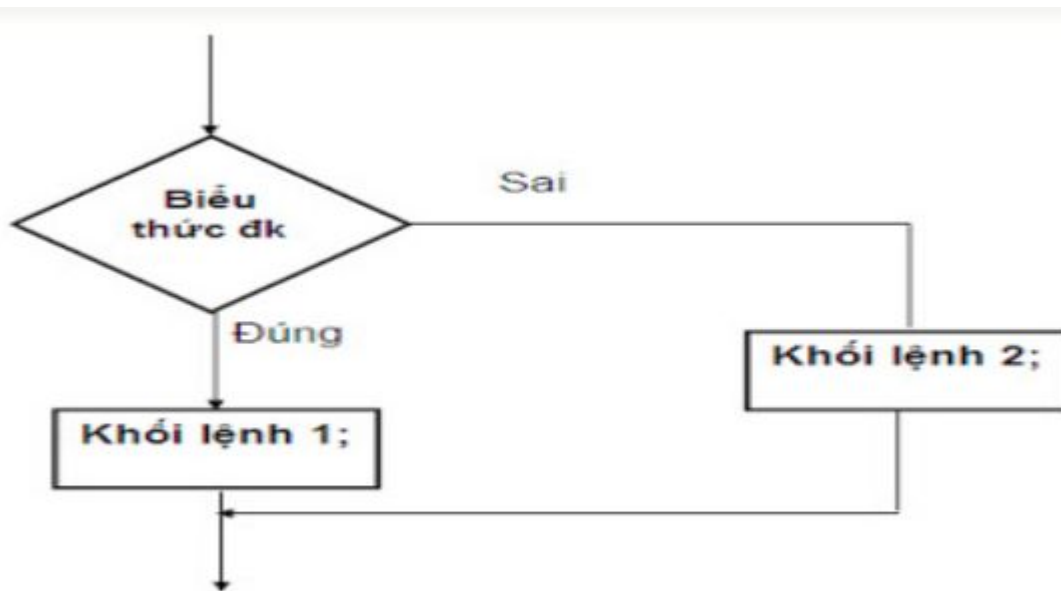 Biểu
thức đk
Sai
Đúng
Khối lệnh 2;
Khối lệnh 1;